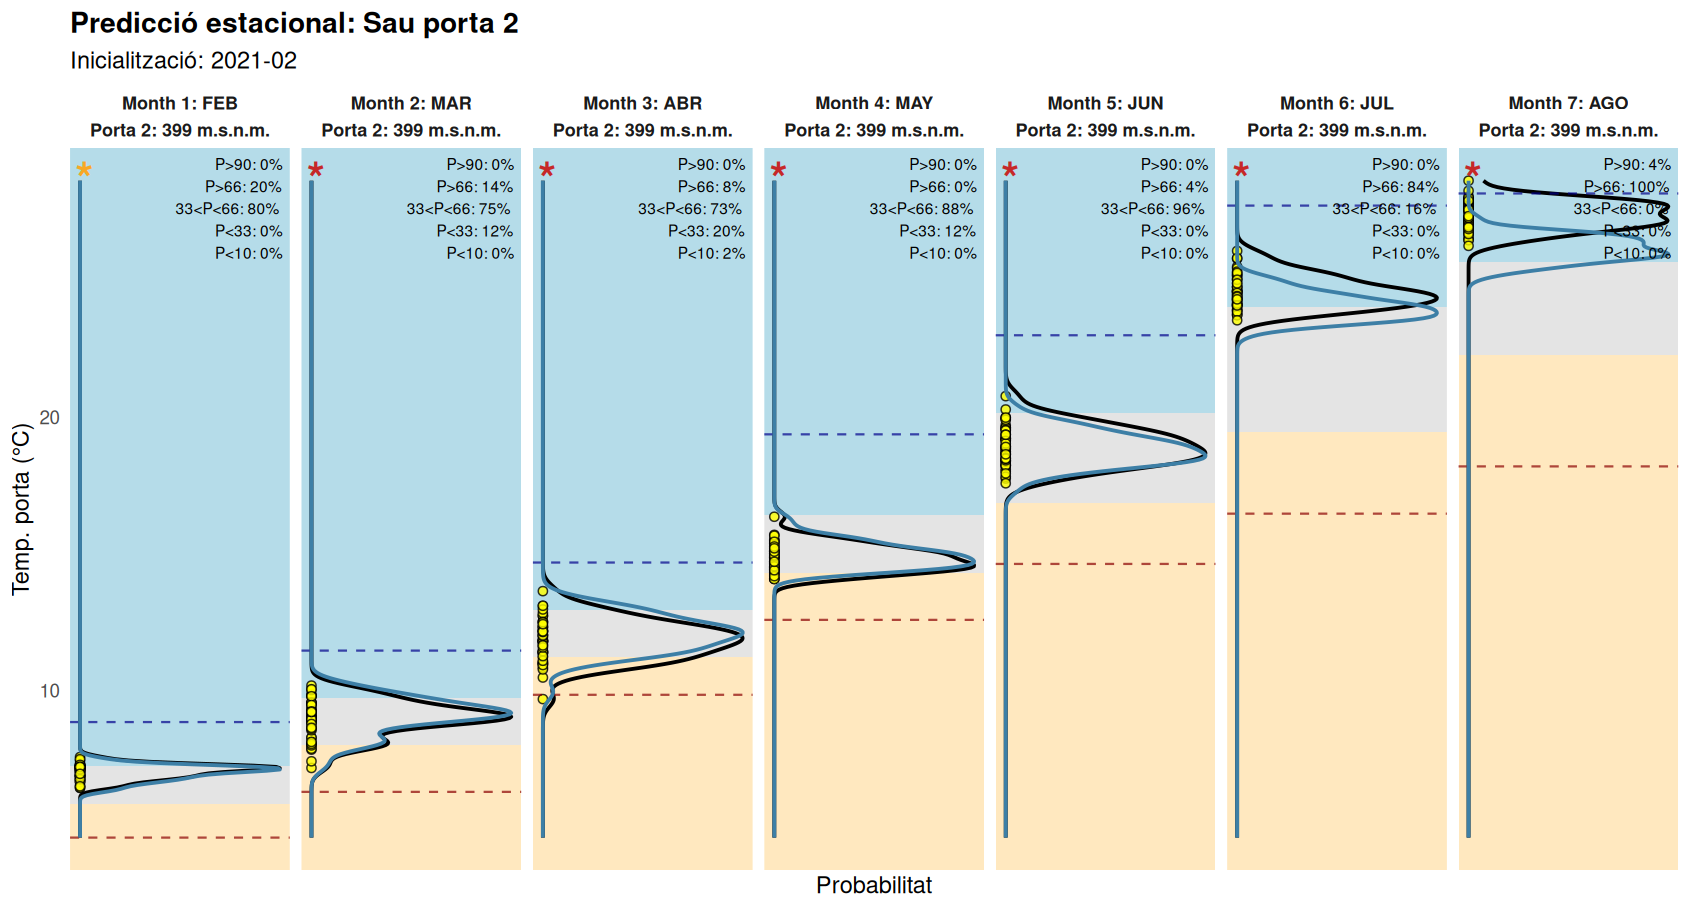 Predicció estacional: Sau porta 2
Inicialització: 2021-02
Month 1: FEB
Porta 2: 399 m.s.n.m.
*
P>90: 0%
P>66: 20%
33<P<66: 80%
P<33: 0%
P<10: 0%
Month 2: MAR
Porta 2: 399 m.s.n.m.
*
P>90: 0%
P>66: 14%
33<P<66: 75%
P<33: 12%
P<10: 0%
Month 3: ABR
Porta 2: 399 m.s.n.m.
*
P>90: 0%
P>66: 8%
33<P<66: 73%
P<33: 20%
P<10: 2%
Month 4: MAY
Porta 2: 399 m.s.n.m.
*
P>90: 0%
P>66: 0%
33<P<66: 88%
P<33: 12%
P<10: 0%
Month 5: JUN
Porta 2: 399 m.s.n.m.
*
P>90: 0%
P>66: 4%
33<P<66: 96%
P<33: 0%
P<10: 0%
Month 6: JUL
Porta 2: 399 m.s.n.m.
*
P>90: 0%
P>66: 84%
33<P<66: 16%
P<33: 0%
P<10: 0%
Month 7: AGO
Porta 2: 399 m.s.n.m.
*
P>90: 4%
P>66: 100%
33<P<66: 0%
P<33: 0%
P<10: 0%
20
10
Temp. porta (°C)
Probabilitat